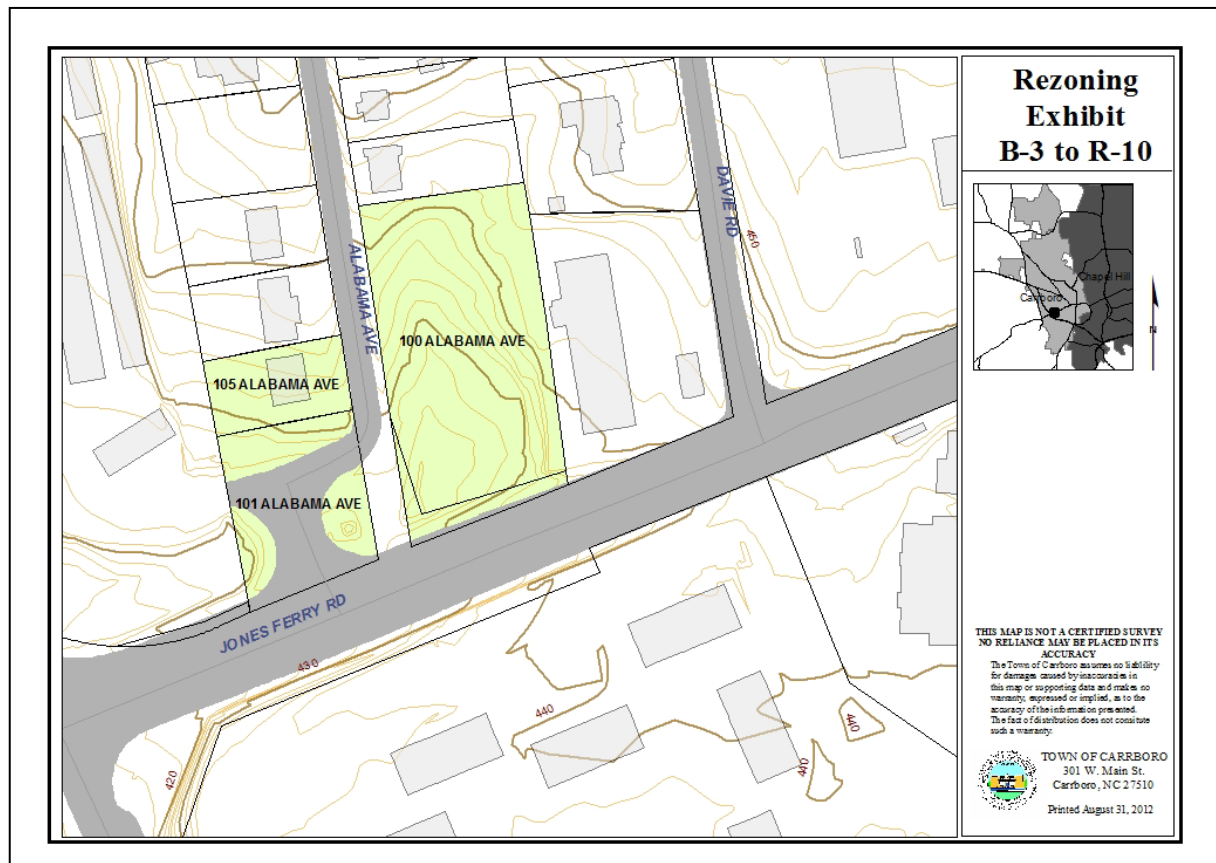 Rezoning
Exhibit
B-3 to R-10
Chapel Hill
Carrboro
N
DAVIE RD
450
ALABAMA AVE
100 ALABAMA AVE
105 ALABAMA AVE
101 ALABAMA AVE
JONES FERRY RD
430
440
440
440
420
THIS MAP IS NOT A CERTIFIED SURVEY
NO RELIANCE MAY BE PLACED IN ITS
ACCURACY
The Town of Carrboro assumes no liablility
for damages caused by inaccuracies in
this map or supporting data and makes no
warranty, expressed or implied, as to the
accuracy of the information presented.
The fact of distribution does not consitute
such a warranty.
TOWN OF CARRBORO
301 W. Main St.
Carrboro, NC 27510
Printed August 31, 2012